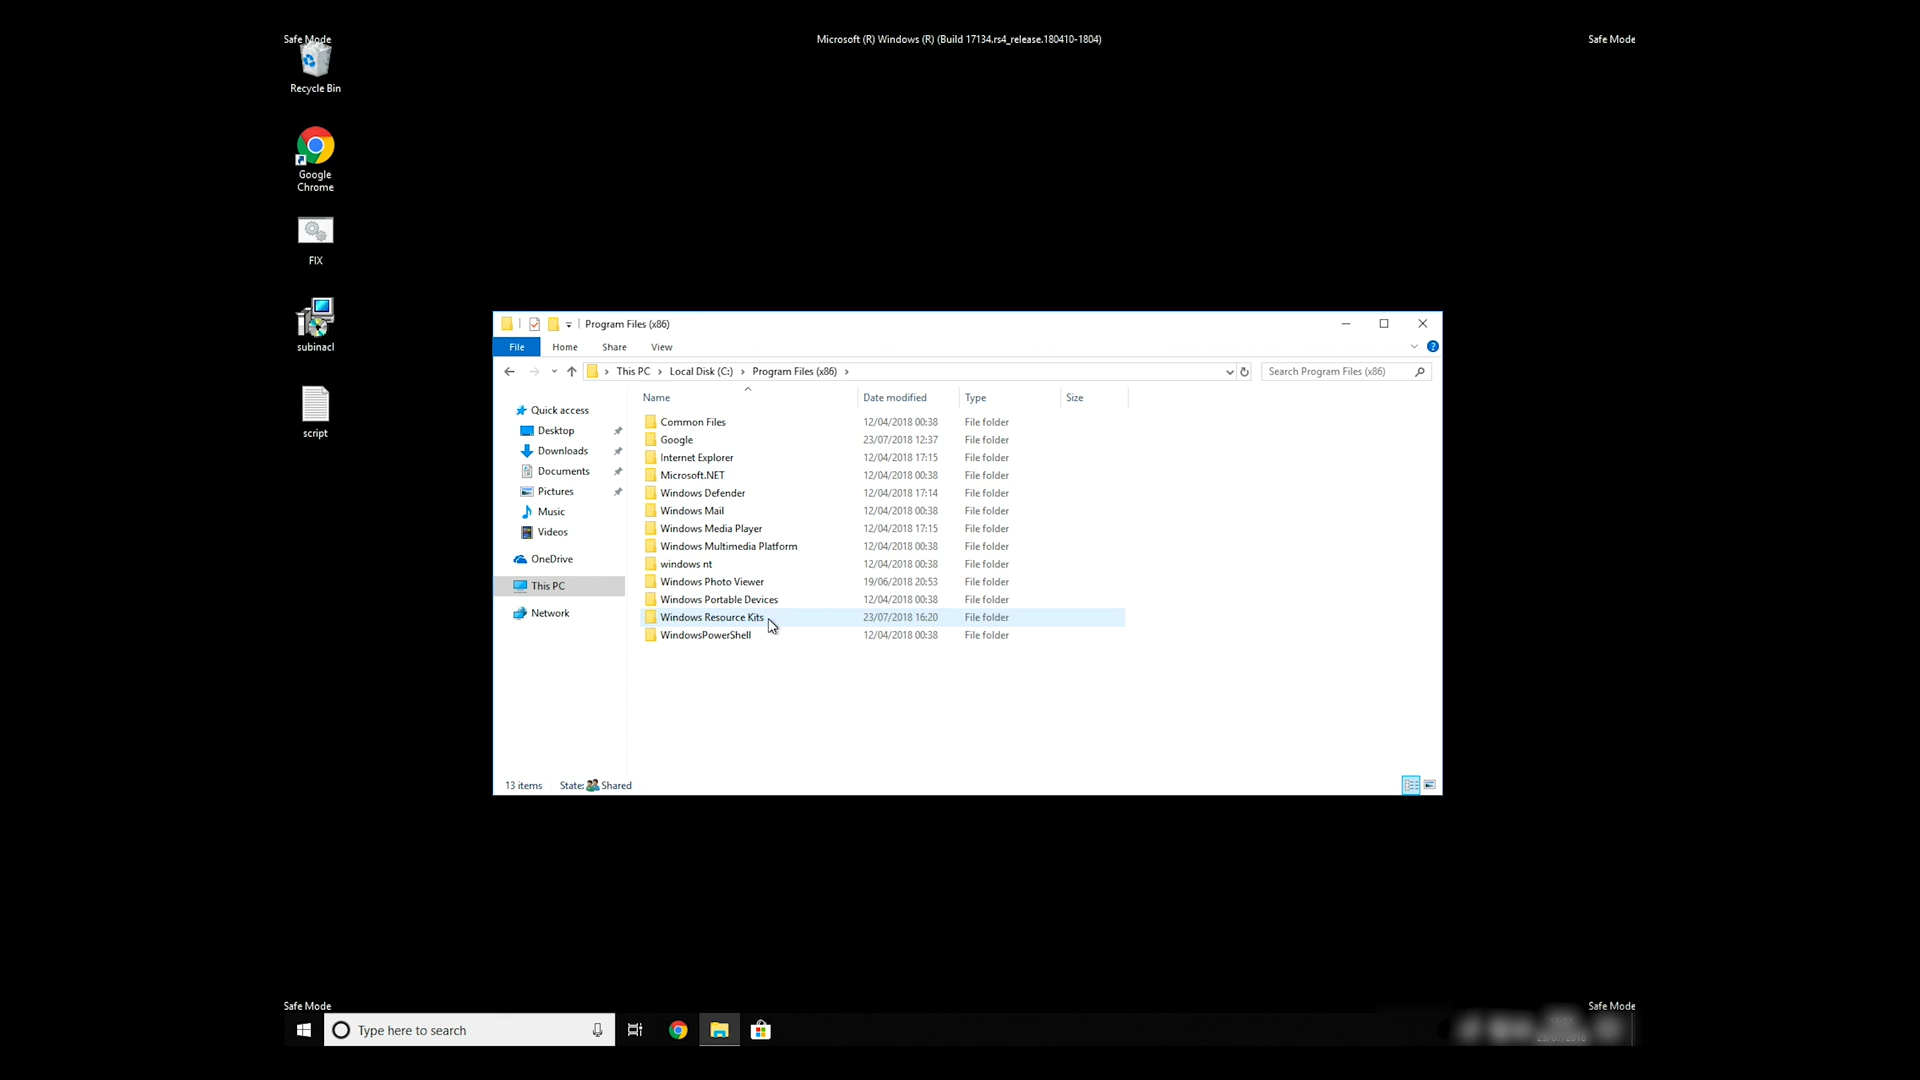 Safe Mode
Microsoft (R) Windows (R) (Build 17134.rs4_release.180410-1804)
Safe Mode
Recycle Bin
Google
Chrome
FIX
subinacl
script
Program Files (x86)
File Home Share View
This PC Local Disk (C:) Program Files (x86) Search Program Files (x86)
Name Date modified Type Size
Quick access
Desktop
Downloads
Documents
Pictures
Music
Videos
OneDrive
This PC
Network
Common Files 12/04/2018 00:38 File folder
Google 23/07/2018 12:37 File folder
Internet Explorer 12/04/2018 17:15 File folder
Microsoft.NET 12/04/2018 00:38 File folder
Windows Defender 12/04/2018 17:14 File folder
Windows Mail 12/04/2018 00:38 File folder
Windows Media Player 12/04/2018 17:15 File folder
Windows Multimedia Platform 12/04/2018 00:38 File folder
windows nt 12/04/2018 00:38 File folder
Windows Photo Viewer 19/06/2018 20:53 File folder
Windows Portable Devices 12/04/2018 00:38 File folder
Windows Resource Kits 23/07/2018 16:20 File folder
WindowsPowerShell 12/04/2018 00:38 File folder
13 items State: Shared
Safe Mode
Safe Mode
Type here to search